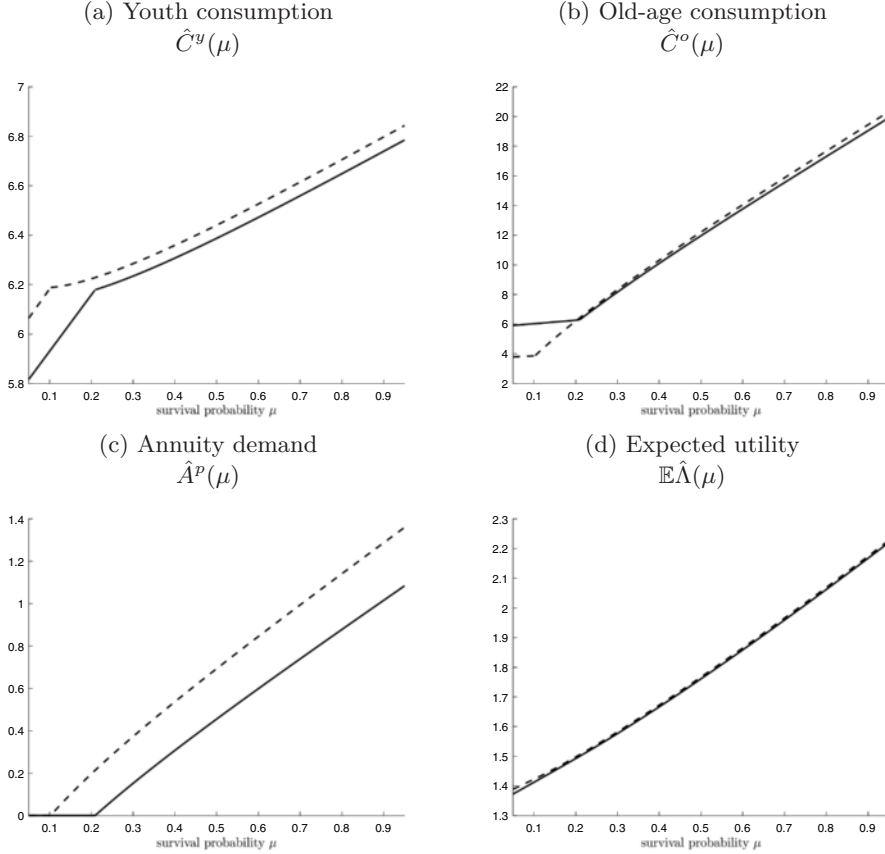 (a) Youth consumption
Ĉʸ(μ)
7
6.8
6.6
6.4
6.2
6
5.8
0.1 0.2 0.3 0.4 0.5 0.6 0.7 0.8 0.9
survival probability μ
(b) Old-age consumption
Ĉᵒ(μ)
22
20
18
16
14
12
10
8
6
4
2
0.1 0.2 0.3 0.4 0.5 0.6 0.7 0.8 0.9
survival probability μ
(c) Annuity demand
Âᵖ(μ)
1.4
1.2
1
0.8
0.6
0.4
0.2
0
0.1 0.2 0.3 0.4 0.5 0.6 0.7 0.8 0.9
survival probability μ
(d) Expected utility
𝔼Λ̂(μ)
2.3
2.2
2.1
2
1.9
1.8
1.7
1.6
1.5
1.4
1.3
0.1 0.2 0.3 0.4 0.5 0.6 0.7 0.8 0.9
survival probability μ